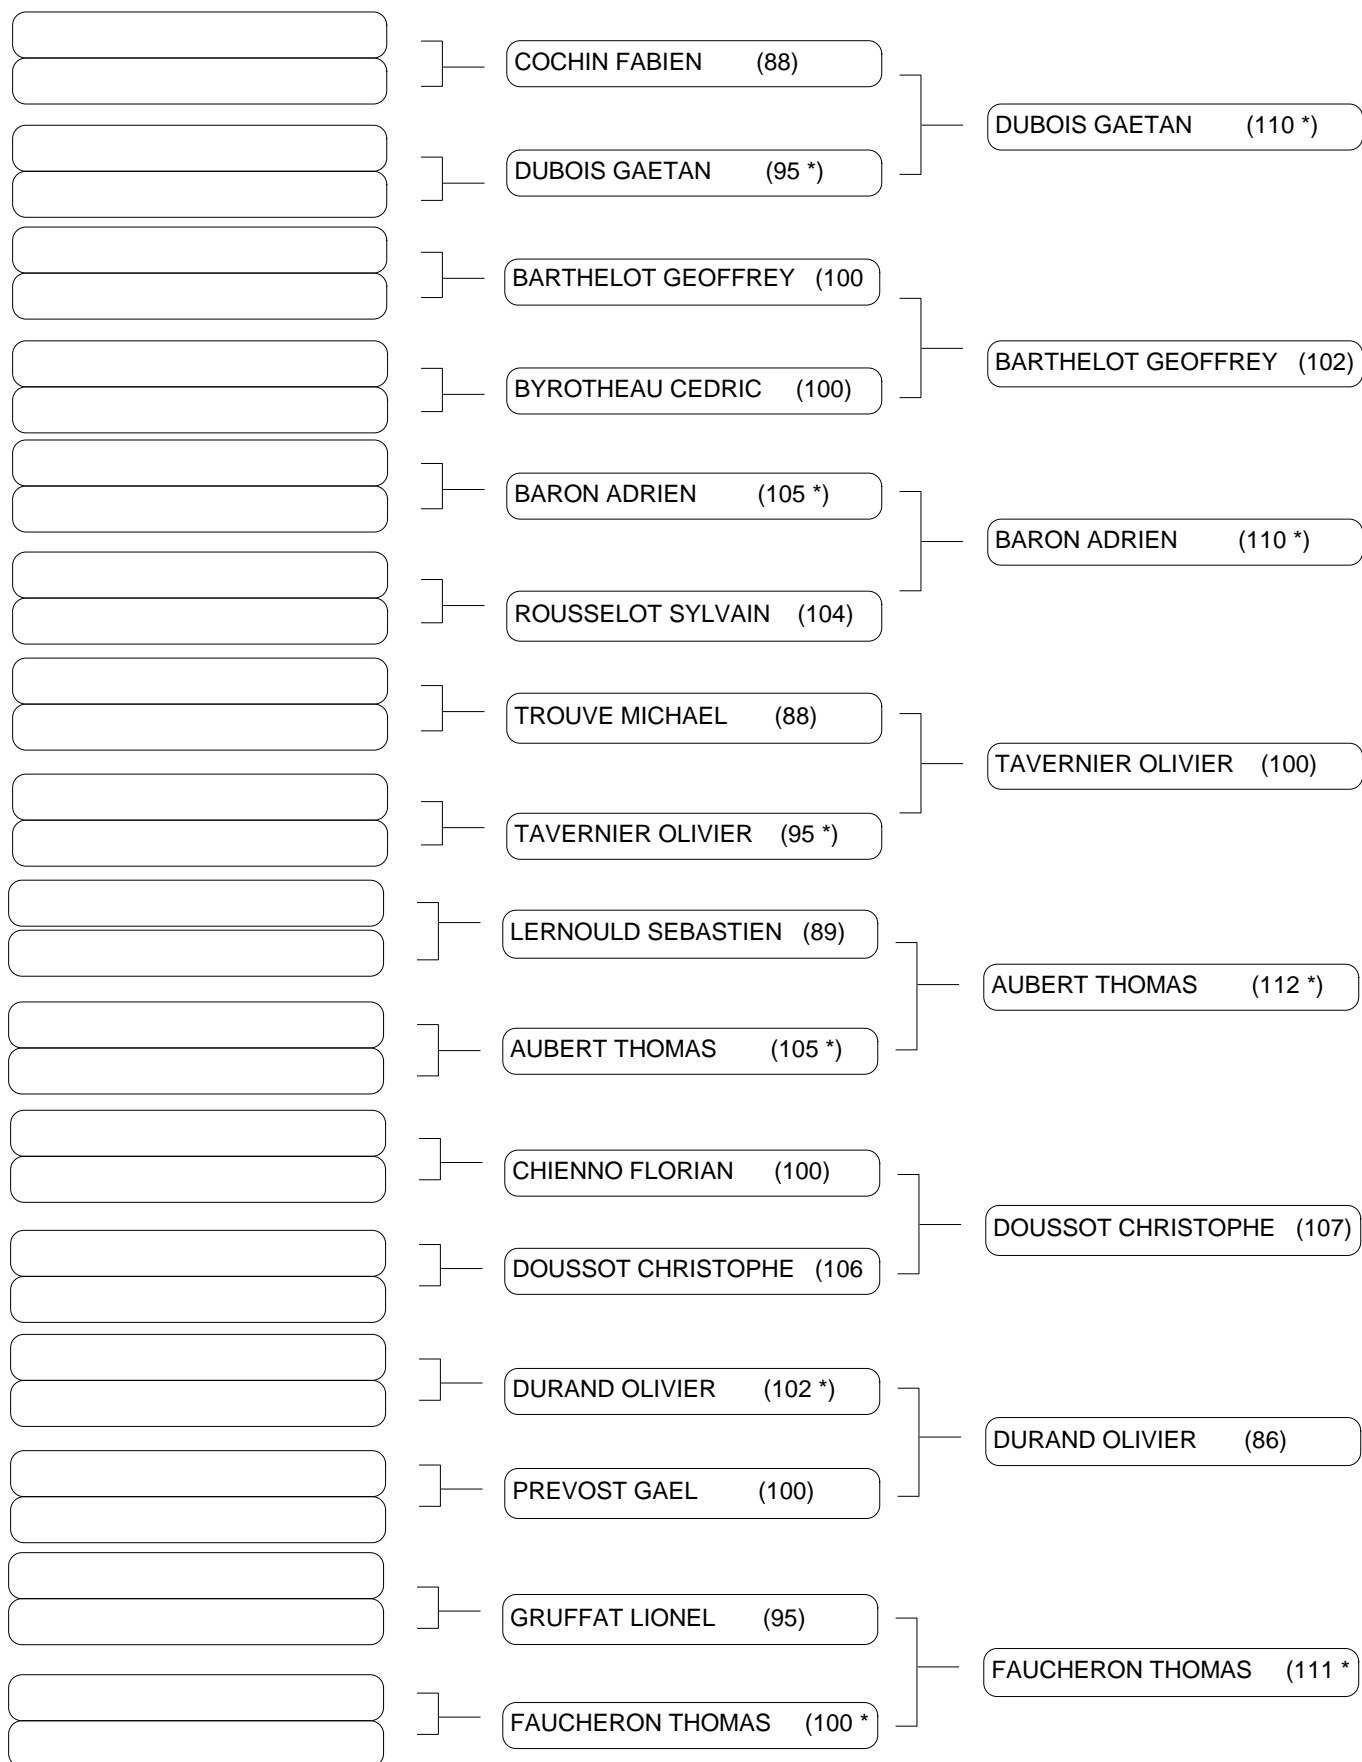 COCHIN FABIEN (88)
DUBOIS GAETAN (95 *)
BARTHELOT GEOFFREY (100
BYROTHEAU CEDRIC (100)
BARON ADRIEN (105 *)
ROUSSELOT SYLVAIN (104)
TROUVE MICHAEL (88)
TAVERNIER OLIVIER (95 *)
LERNOULD SEBASTIEN (89)
AUBERT THOMAS (105 *)
CHIENNO FLORIAN (100)
DOUSSOT CHRISTOPHE (106
DURAND OLIVIER (102 *)
PREVOST GAEL (100)
GRUFFAT LIONEL (95)
FAUCHERON THOMAS (100 *
DUBOIS GAETAN (110 *)
BARTHELOT GEOFFREY (102)
BARON ADRIEN (110 *)
TAVERNIER OLIVIER (100)
AUBERT THOMAS (112 *)
DOUSSOT CHRISTOPHE (107)
DURAND OLIVIER (86)
FAUCHERON THOMAS (111 *